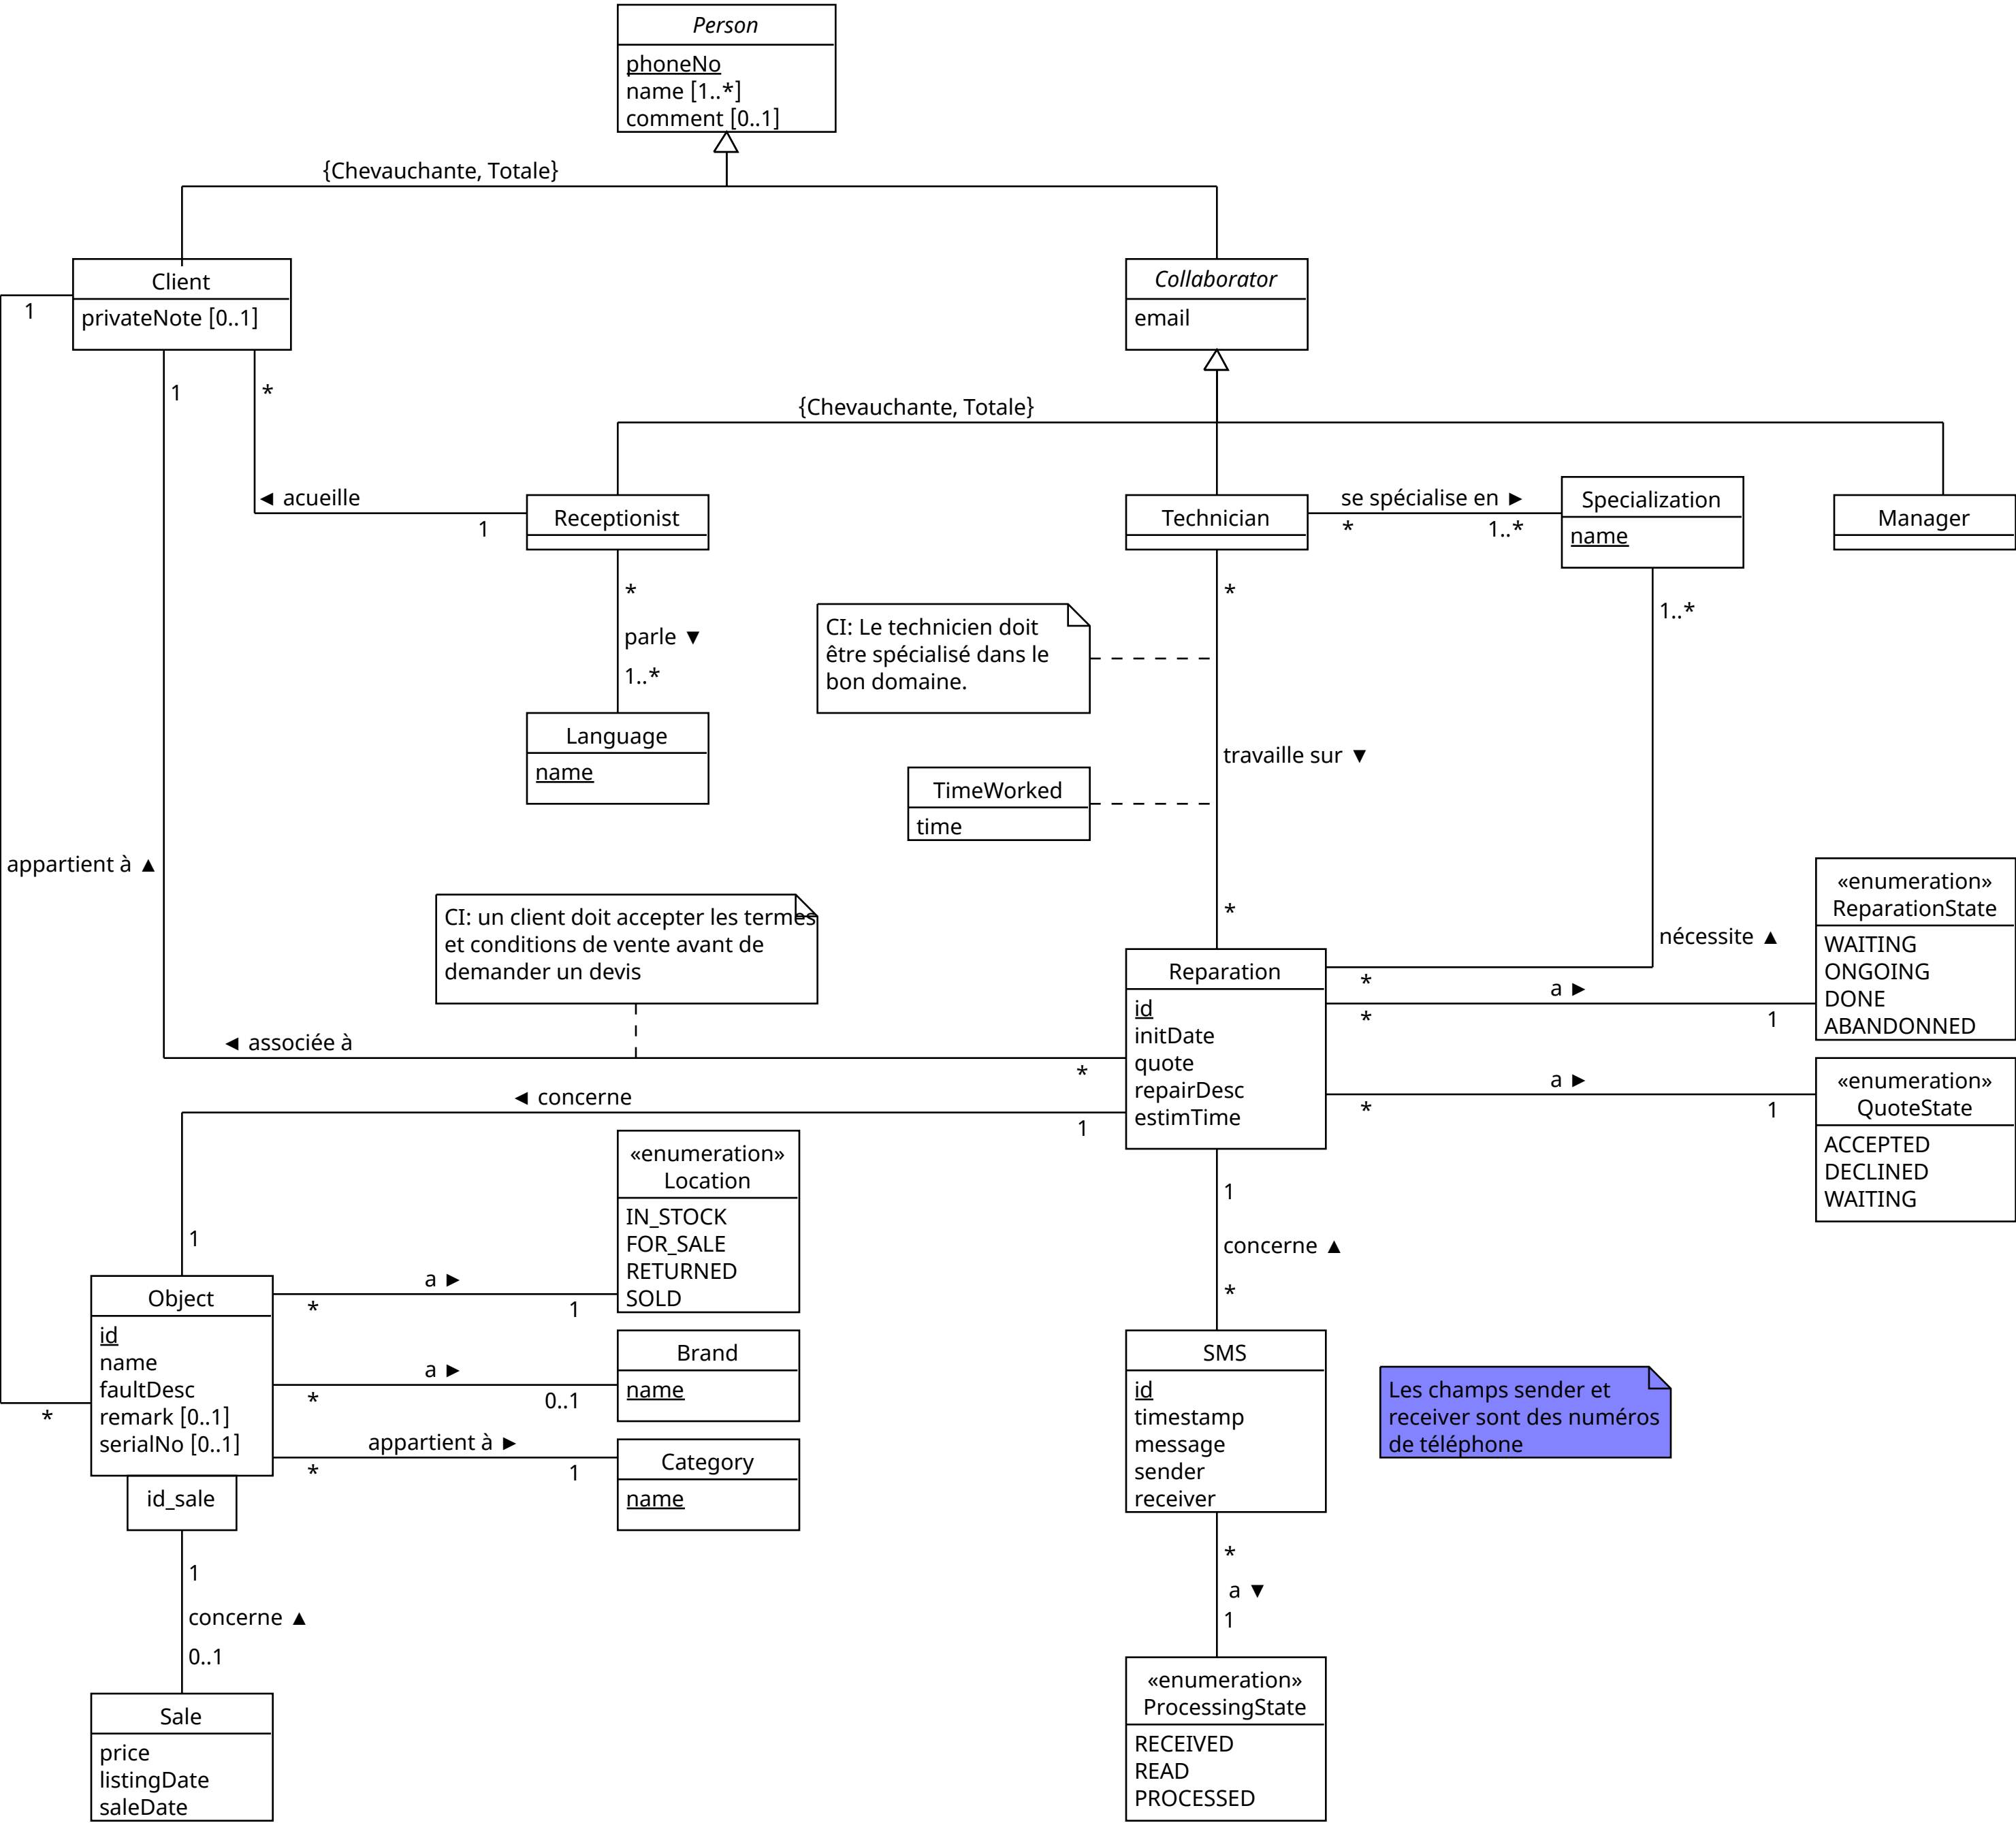 Person
phoneNo
name [1..*]
comment [0..1]
{Chevauchante, Totale}
Client
privateNote [0..1]
1
1
*
Collaborator
email
{Chevauchante, Totale}
◄ acueille
1
Receptionist
Technician
se spécialise en ►
*
1..*
Specialization
name
Manager
*
parle ▼
1..*
Language
name
CI: Le technicien doit
être spécialisé dans le
bon domaine.
*
1..*
travaille sur ▼
TimeWorked
time
appartient à ▲
CI: un client doit accepter les termes
et conditions de vente avant de
demander un devis
*
nécessite ▲
«enumeration»
ReparationState
WAITING
ONGOING
DONE
ABANDONNED
Reparation
id
initDate
quote
repairDesc
estimTime
*
a ►
*
1
◄ associée à
*
◄ concerne
1
a ►
*
1
«enumeration»
QuoteState
ACCEPTED
DECLINED
WAITING
«enumeration»
Location
IN_STOCK
FOR_SALE
RETURNED
SOLD
1
1
concerne ▲
*
Object
id
name
faultDesc
remark [0..1]
serialNo [0..1]
a ►
*
1
Brand
name
a ►
*
0..1
*
appartient à ►
*
1
Category
name
SMS
id
timestamp
message
sender
receiver
Les champs sender et
receiver sont des numéros
de téléphone
id_sale
1
concerne ▲
0..1
*
a ▼
1
Sale
price
listingDate
saleDate
«enumeration»
ProcessingState
RECEIVED
READ
PROCESSED